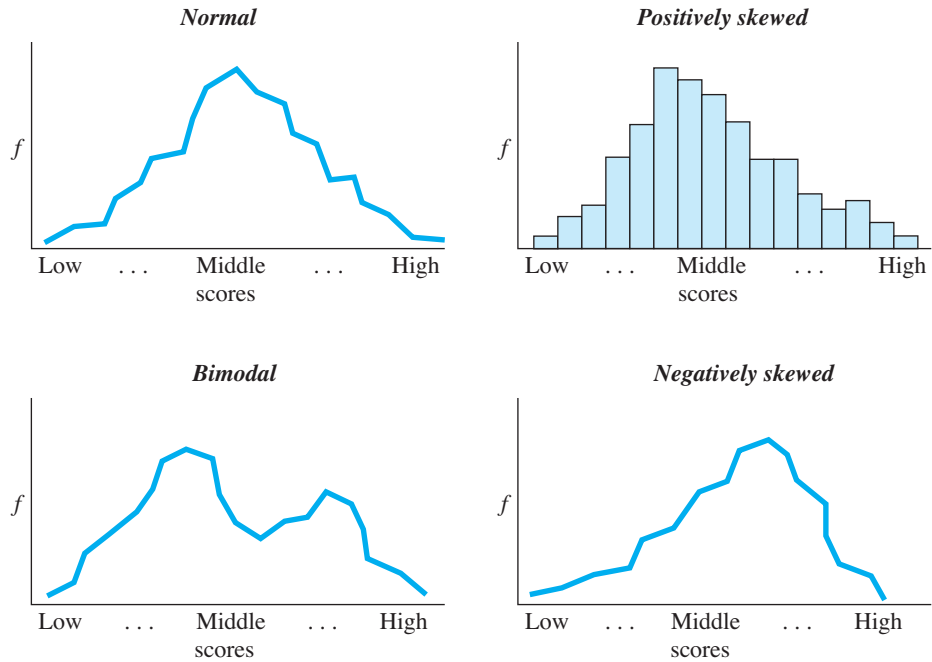 Normal
f
Low . . . Middle . . . High
scores
Positively skewed
f
Low . . . Middle . . . High
scores
Bimodal
f
Low . . . Middle . . . High
scores
Negatively skewed
f
Low . . . Middle . . . High
scores